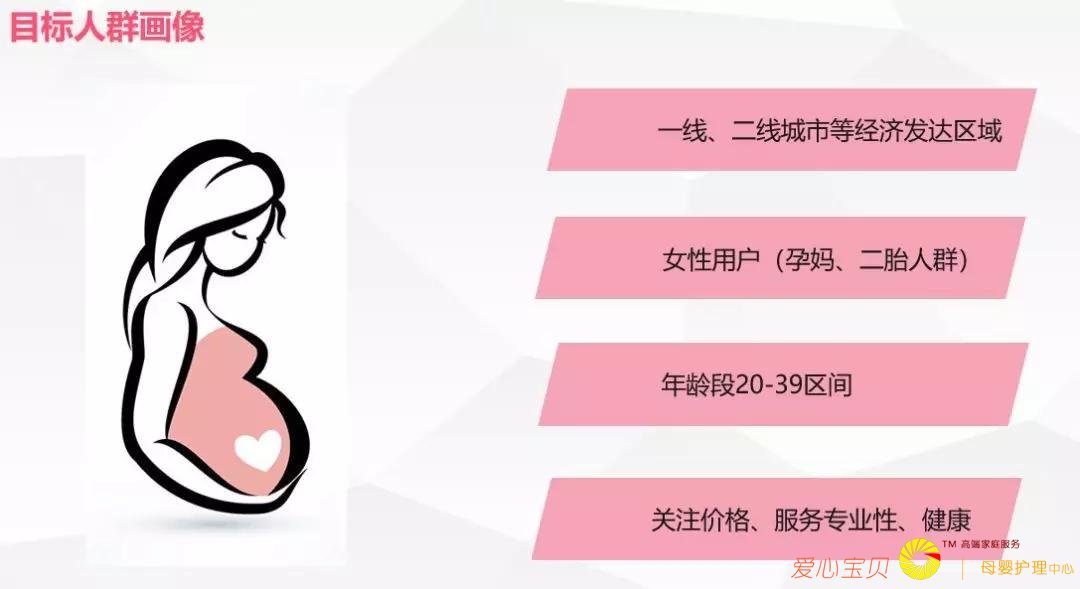 目标人群画像
一线、二线城市等经济发达区域
女性用户（孕妈、二胎人群）
年龄段20-39区间
关注价格、服务专业性、健康
爱心宝贝
TM 高端家庭服务
母婴护理中心